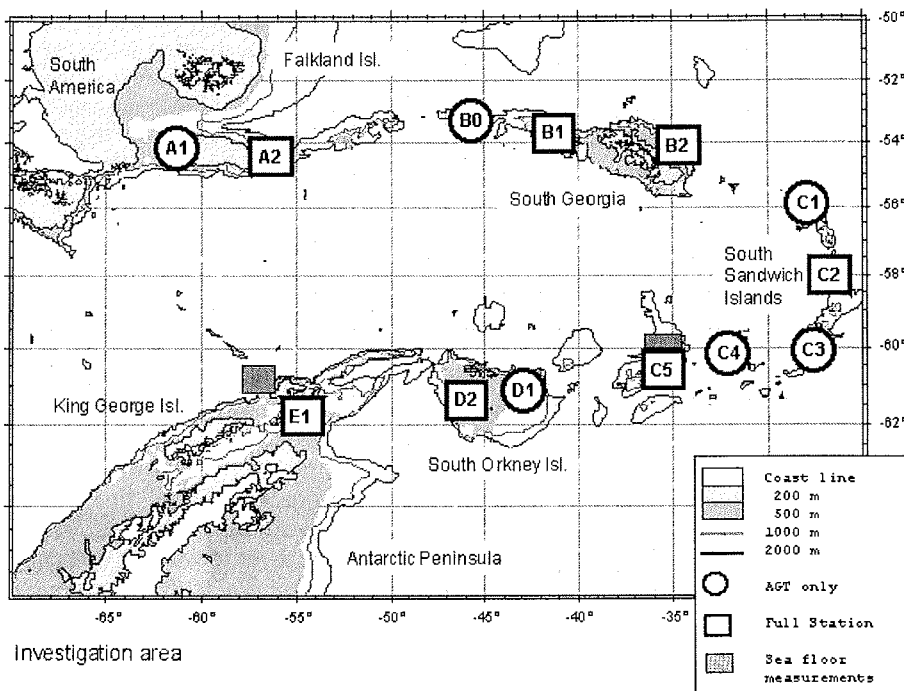 -50°
South
America
Falkland Isl.
-52°
A1
A2
B0
B1
B2
-54°
South Georgia
C1
-56°
South
Sandwich
Islands
C2
-58°
C3
C4
C5
-60°
King George Isl.
E1
D2
D1
-62°
South Orkney Isl.
Antarctic Peninsula
-65°
-60°
-55°
-50°
-45°
-40°
-35°
Coast line
200 m
500 m
1000 m
2000 m
AGT only
Full Station
Sea floor
measurements
Investigation area